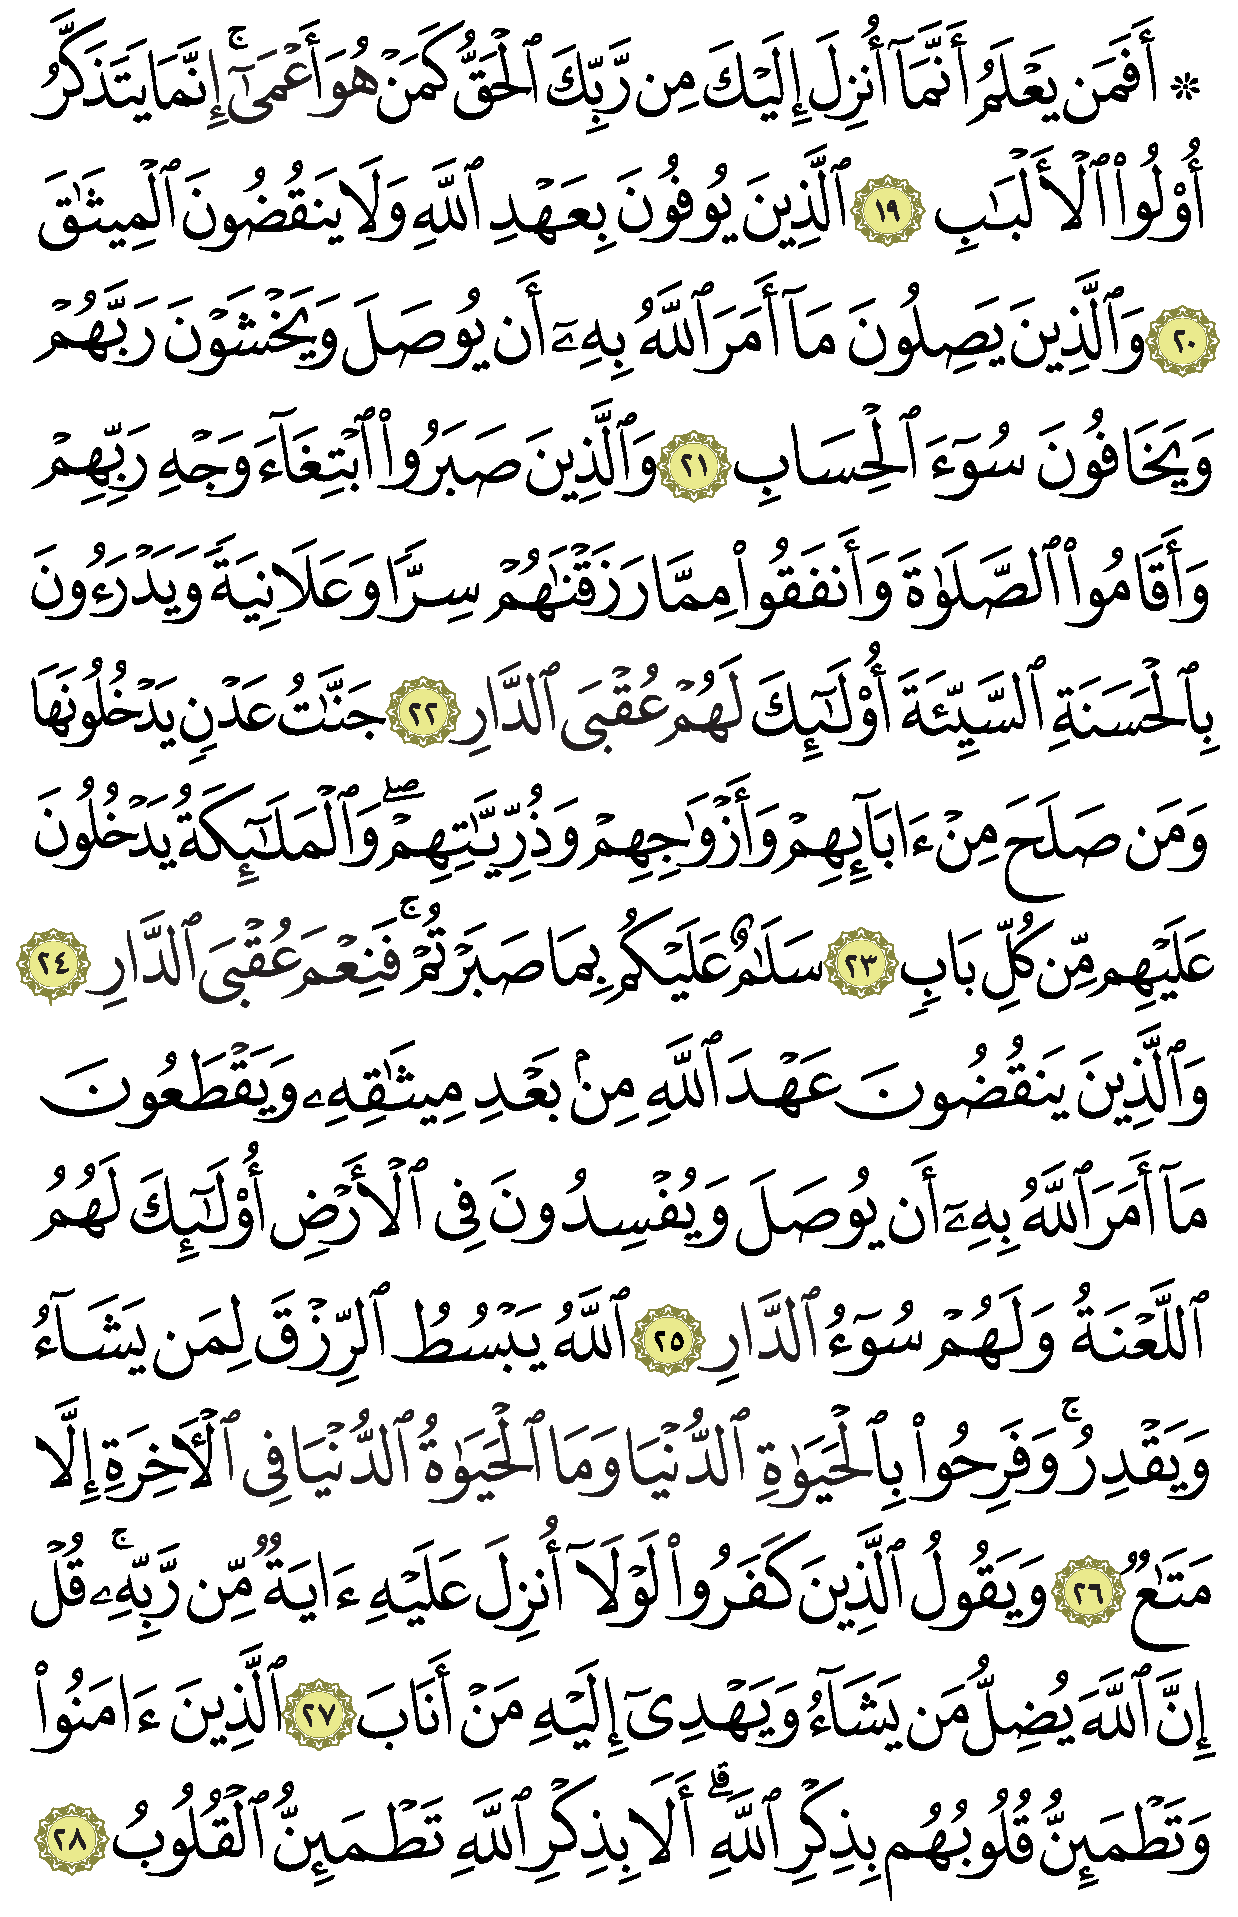 ۞ أَفَمَن يَعْلَمُ أَنَّمَآ أُنزِلَ إِلَيْكَ مِن رَّبِّكَ ٱلْحَقُّ كَمَنْ هُوَ أَعْمَىٰٓ ۚ إِنَّمَا يَتَذَكَّرُ
أُو۟لُوا۟ ٱلْأَلْبَـٰبِ ١٩ ٱلَّذِينَ يُوفُونَ بِعَهْدِ ٱللَّهِ وَلَا يَنقُضُونَ ٱلْمِيثَـٰقَ
٢٠ وَٱلَّذِينَ يَصِلُونَ مَآ أَمَرَ ٱللَّهُ بِهِۦٓ أَن يُوصَلَ وَيَخْشَوْنَ رَبَّهُمْ
وَيَخَافُونَ سُوٓءَ ٱلْحِسَابِ ٢١ وَٱلَّذِينَ صَبَرُوا۟ ٱبْتِغَآءَ وَجْهِ رَبِّهِمْ
وَأَقَامُوا۟ ٱلصَّلَوٰةَ وَأَنفَقُوا۟ مِمَّا رَزَقْنَـٰهُمْ سِرًّا وَعَلَانِيَةً وَيَدْرَءُونَ
بِٱلْحَسَنَةِ ٱلسَّيِّئَةَ أُو۟لَـٰٓئِكَ لَهُمْ عُقْبَى ٱلدَّارِ ٢٢ جَنَّـٰتُ عَدْنٍ يَدْخُلُونَهَا
وَمَن صَلَحَ مِنْ ءَابَآئِهِمْ وَأَزْوَٰجِهِمْ وَذُرِّيَّـٰتِهِمْ ۖ وَٱلْمَلَـٰٓئِكَةُ يَدْخُلُونَ
عَلَيْهِم مِّن كُلِّ بَابٍ ٢٣ سَلَـٰمٌ عَلَيْكُم بِمَا صَبَرْتُمْ ۚ فَنِعْمَ عُقْبَى ٱلدَّارِ ٢٤
وَٱلَّذِينَ يَنقُضُونَ عَهْدَ ٱللَّهِ مِنۢ بَعْدِ مِيثَـٰقِهِۦ وَيَقْطَعُونَ
مَآ أَمَرَ ٱللَّهُ بِهِۦٓ أَن يُوصَلَ وَيُفْسِدُونَ فِى ٱلْأَرْضِ أُو۟لَـٰٓئِكَ لَهُمُ
ٱللَّعْنَةُ وَلَهُمْ سُوٓءُ ٱلدَّارِ ٢٥ ٱللَّهُ يَبْسُطُ ٱلرِّزْقَ لِمَن يَشَآءُ
وَيَقْدِرُ ۚ وَفَرِحُوا۟ بِٱلْحَيَوٰةِ ٱلدُّنْيَا وَمَا ٱلْحَيَوٰةُ ٱلدُّنْيَا فِى ٱلْـَٔاخِرَةِ إِلَّا
مَتَـٰعٌ ٢٦ وَيَقُولُ ٱلَّذِينَ كَفَرُوا۟ لَوْلَآ أُنزِلَ عَلَيْهِ ءَايَةٌ مِّن رَّبِّهِۦ ۗ قُلْ
إِنَّ ٱللَّهَ يُضِلُّ مَن يَشَآءُ وَيَهْدِىٓ إِلَيْهِ مَنْ أَنَابَ ٢٧ ٱلَّذِينَ ءَامَنُوا۟
وَتَطْمَئِنُّ قُلُوبُهُم بِذِكْرِ ٱللَّهِ ۗ أَلَا بِذِكْرِ ٱللَّهِ تَطْمَئِنُّ ٱلْقُلُوبُ ٢٨